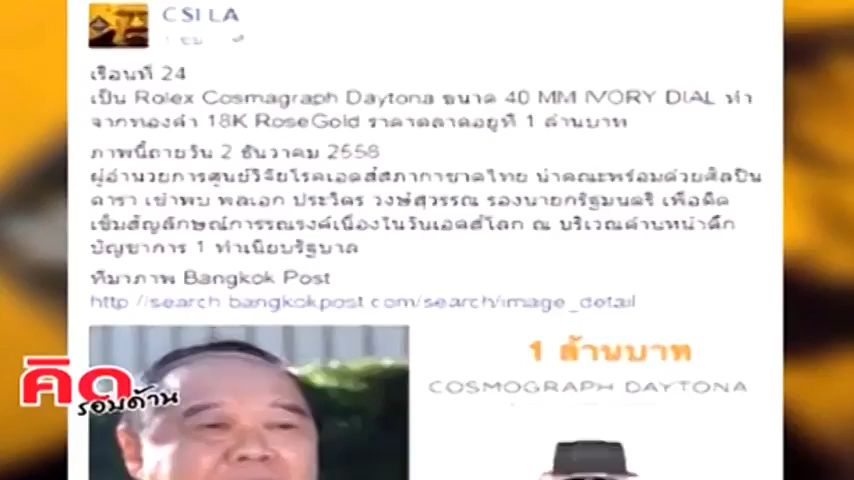 CSI LA
1 ชม
เรือนที่ 24
เป็น Rolex Cosmagraph Daytona ขนาด 40 MM IVORY DIAL ทำ
จากทองคำ 18K RoseGold ราคาตลาดอยู่ที่ 1 ล้านบาท
ภาพนี้ถ่ายวัน 2 ธันวาคม 2558
ผู้อำนวยการศูนย์วิจัยโรคเอดส์สภากาชาดไทย นำคณะพร้อมด้วยศิลปิน
ดารา เข้าพบ พลเอก ประวิตร วงษ์สุวรรณ รองนายกรัฐมนตรี เพื่อติด
เข็มสัญลักษณ์การรณรงค์เนื่องในวันเอดส์โลก ณ บริเวณด้านหน้าตึก
บัญชาการ 1 ทำเนียบรัฐบาล
ที่มาภาพ Bangkok Post
http://search.bangkokpost.com/search/image_detail
1 ล้านบาท
COSMOGRAPH DAYTONA
คิด
รอบด้าน